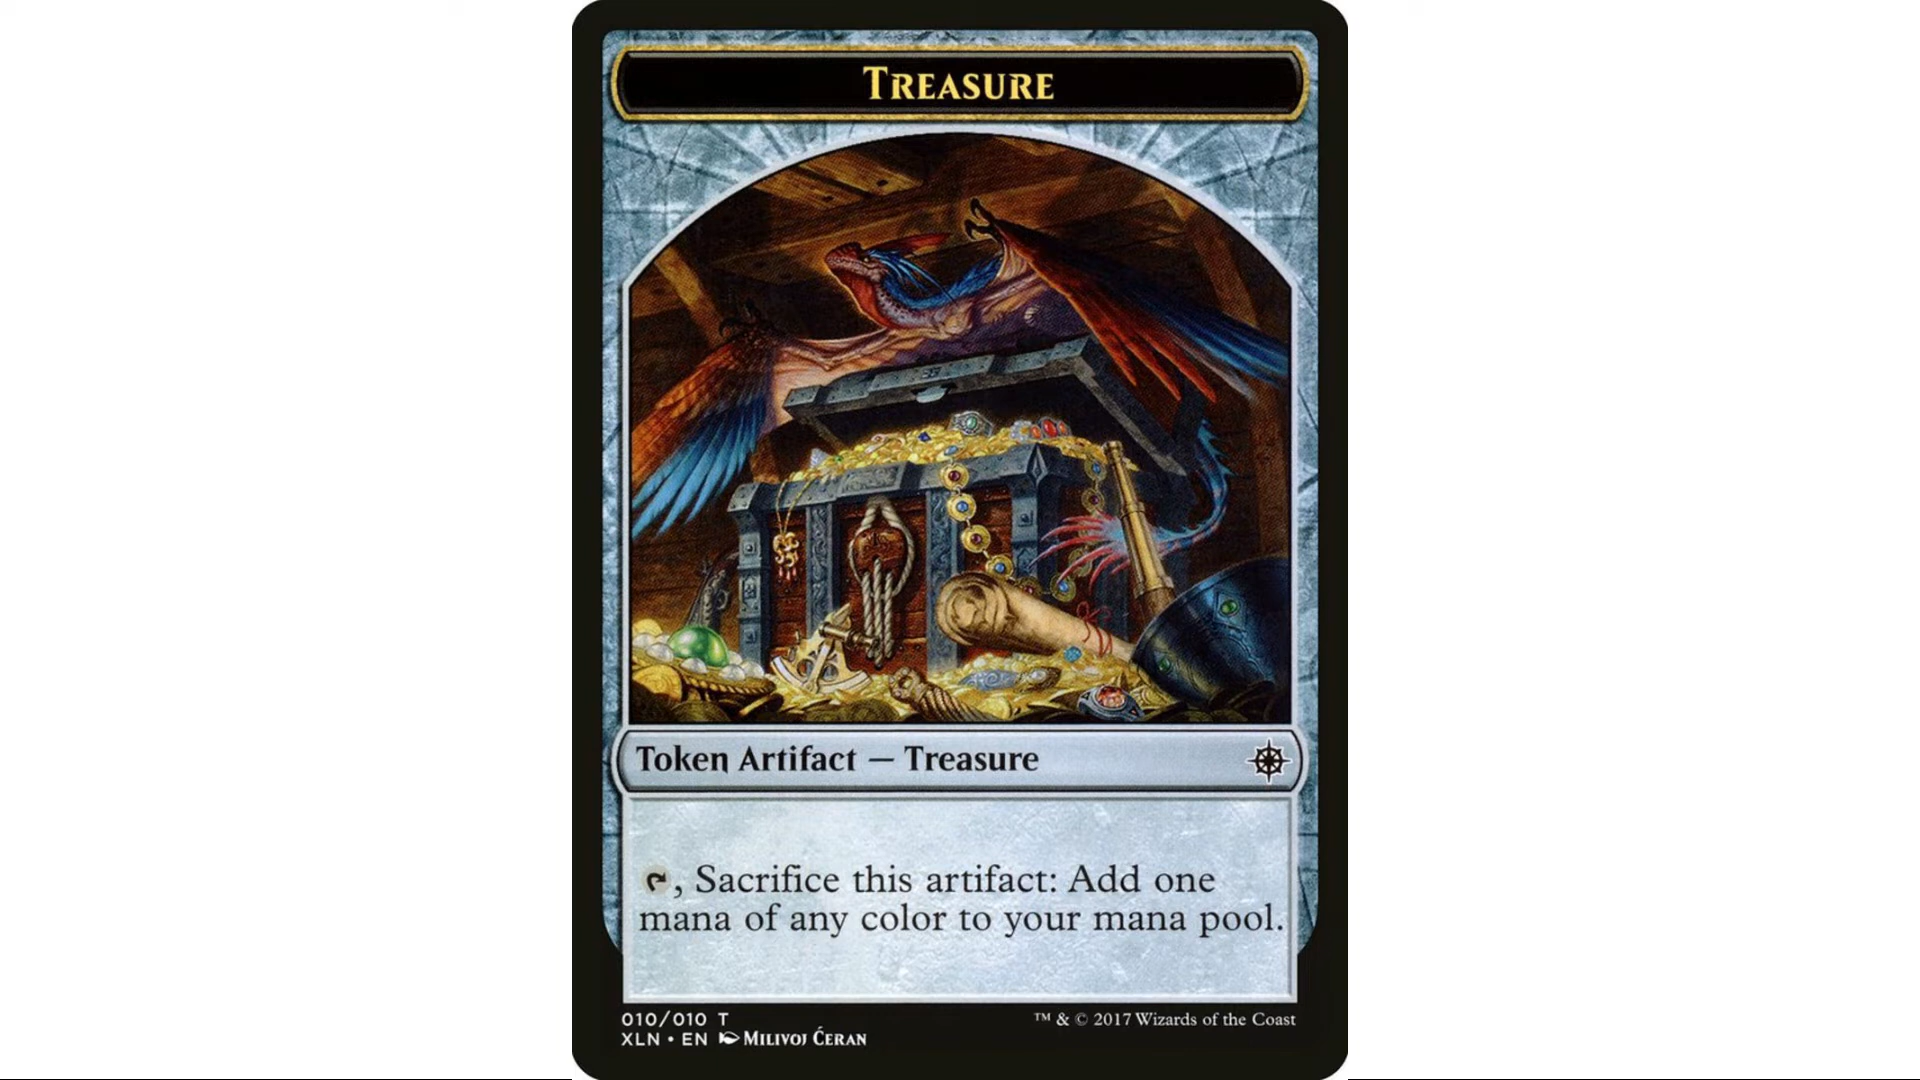 Treasure
Token Artifact — Treasure
, Sacrifice this artifact: Add one
mana of any color to your mana pool.
010/010 T
™ & © 2017 Wizards of the Coast
XLN • EN Milivoj Ćeran